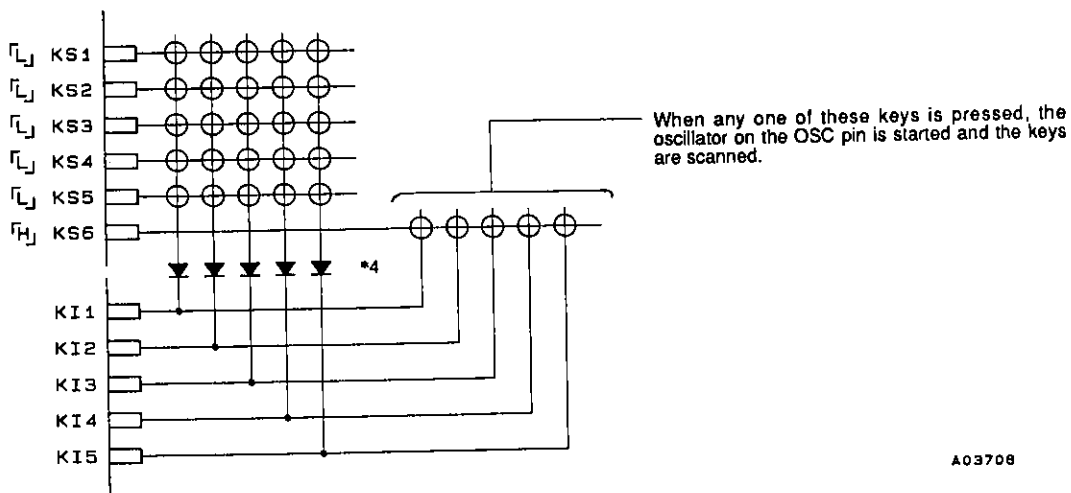 「L」 KS1
「L」 KS2
「L」 KS3
「L」 KS4
「L」 KS5
「H」 KS6
When any one of these keys is pressed, the
oscillator on the OSC pin is started and the keys
are scanned.
*4
KI1
KI2
KI3
KI4
KI5
A03708